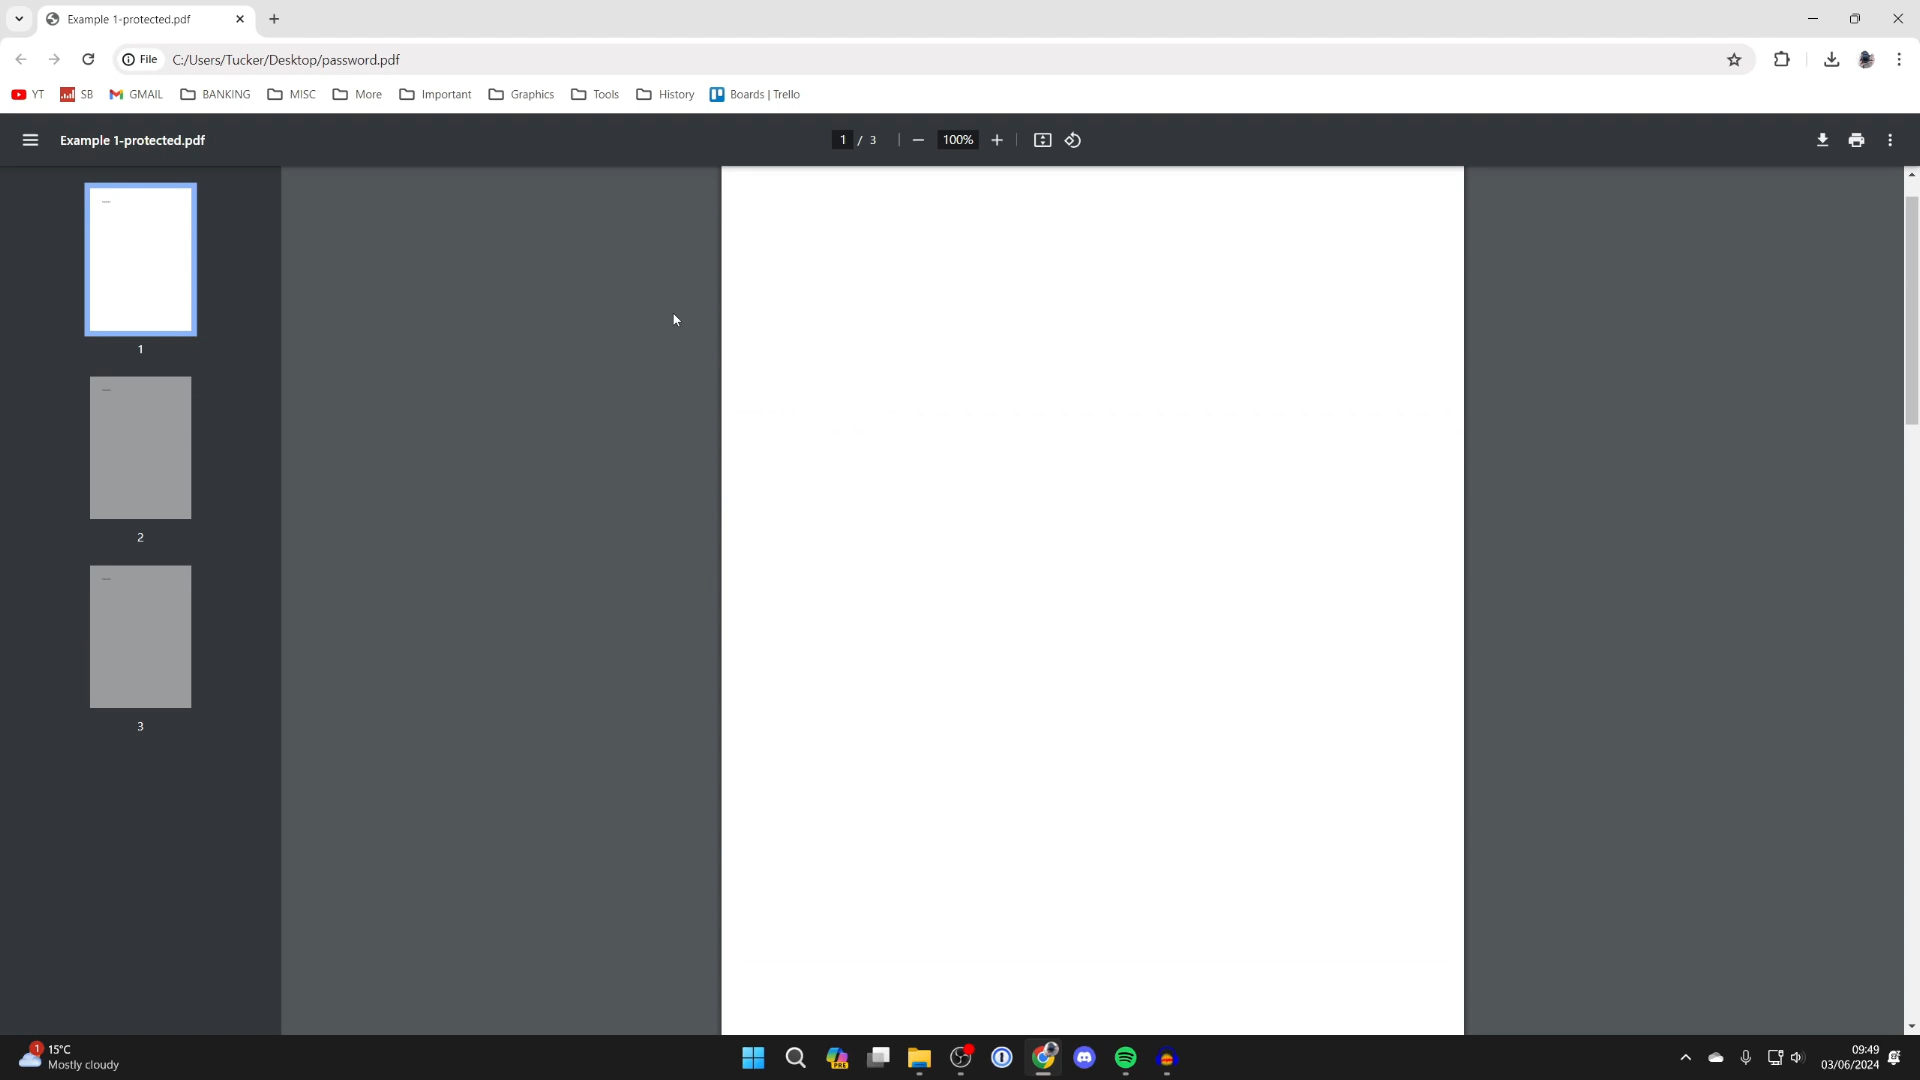 Example 1-protected.pdf
File C:/Users/Tucker/Desktop/password.pdf
YT SB GMAIL BANKING MISC More Important Graphics Tools History Boards | Trello
Example 1-protected.pdf 1 / 3 100%
1
2
3
1 15°C
Mostly cloudy
PRE
09:49
03/06/2024